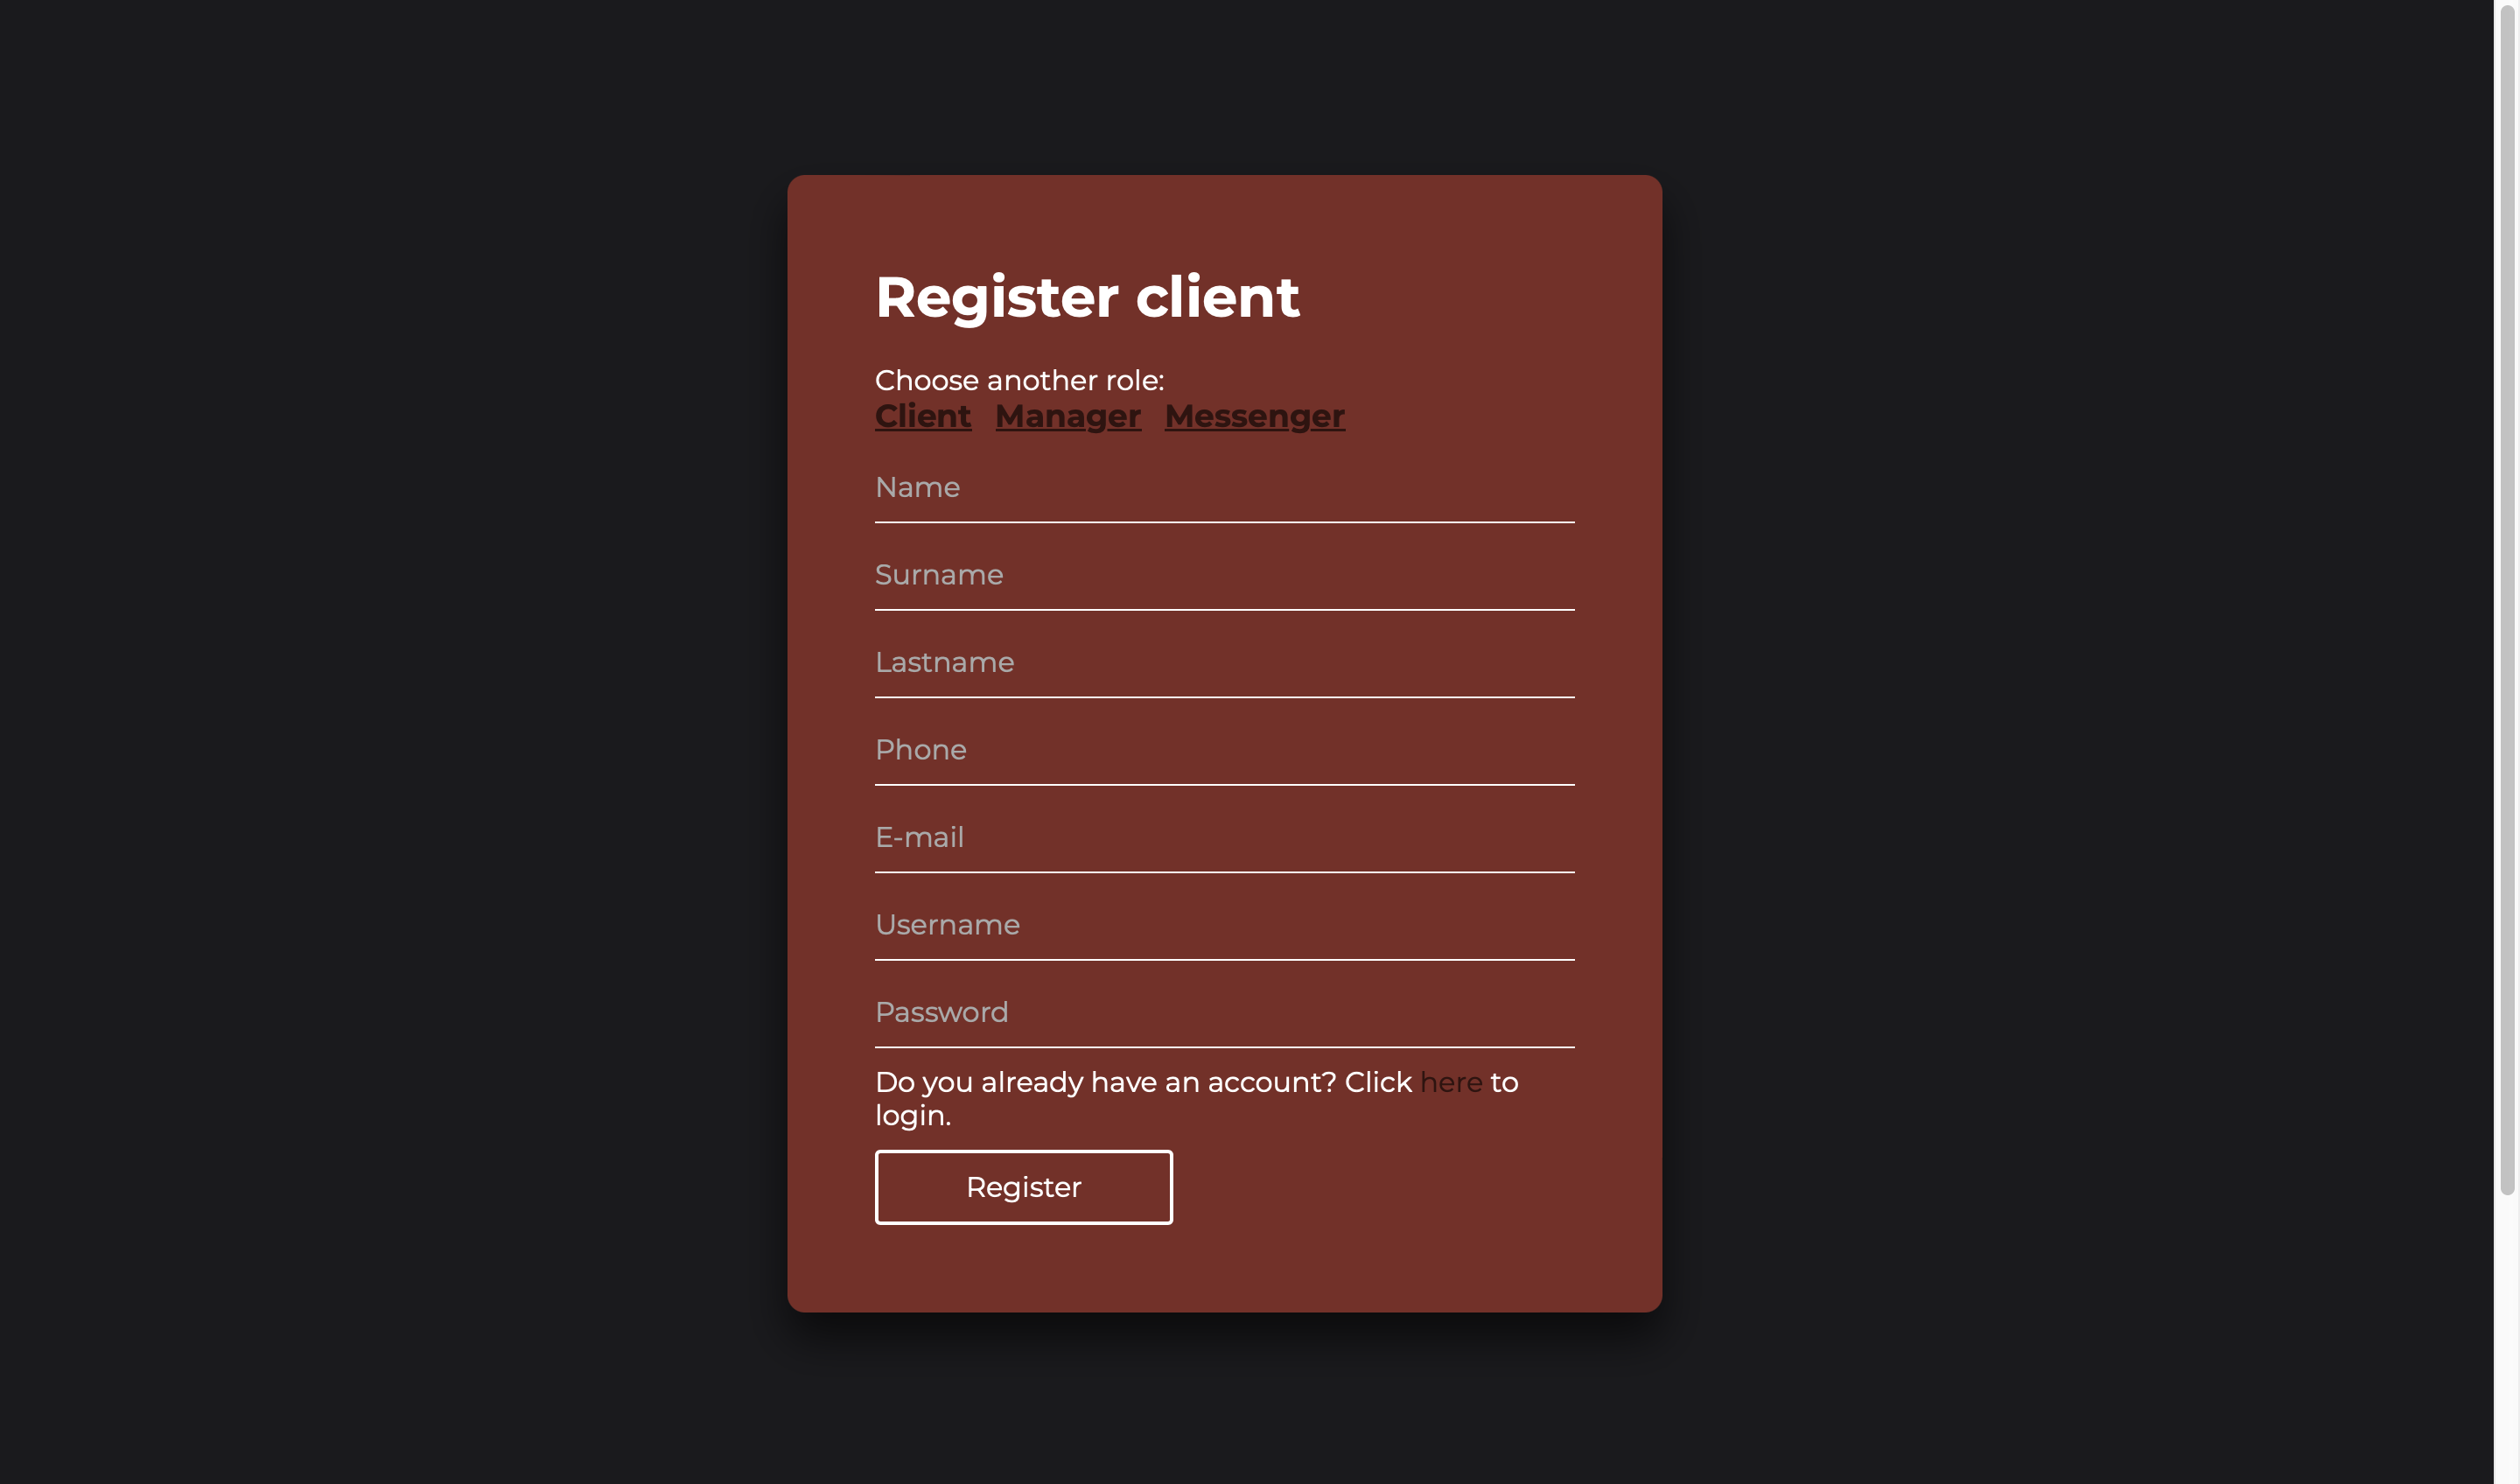 Register client
Choose another role:
Client Manager Messenger
Name
Surname
Lastname
Phone
E-mail
Username
Password
Do you already have an account? Click here to
login.
Register